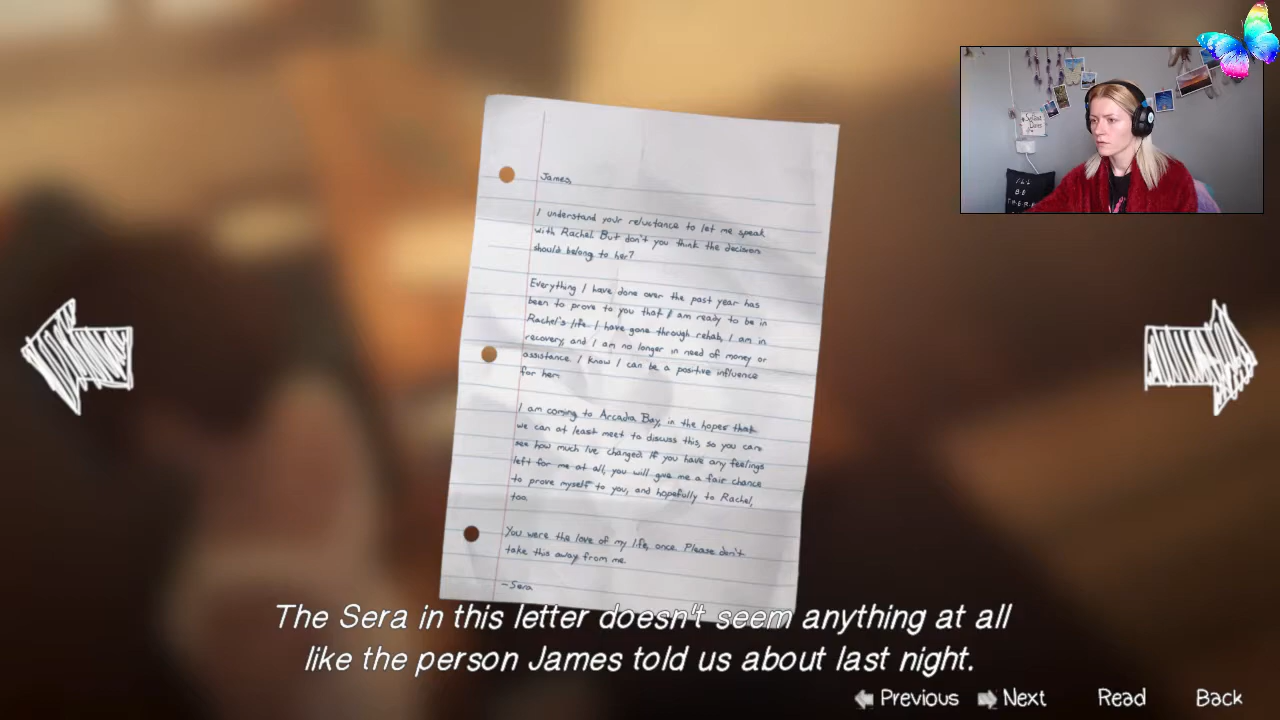 James,
I understand your reluctance to let me speak
with Rachel. But don't you think the decision
should belong to her?
Everything I have done over the past year has
been to prove to you that I am ready to be in
Rachel's life. I have gone through rehab, I am in
recovery, and I am no longer in need of money or
assistance. I know I can be a positive influence
for her.
I am coming to Arcadia Bay, in the hopes that
we can at least meet to discuss this, so you can
see how much I've changed. If you have any feelings
left for me at all, you will give me a fair chance
to prove myself to you, and hopefully to Rachel,
too.
You were the love of my life, once. Please don't
take this away from me.
-Sera
The Sera in this letter doesn't seem anything at all
like the person James told us about last night.
Previous Next Read Back
I'LL
BE
THERE